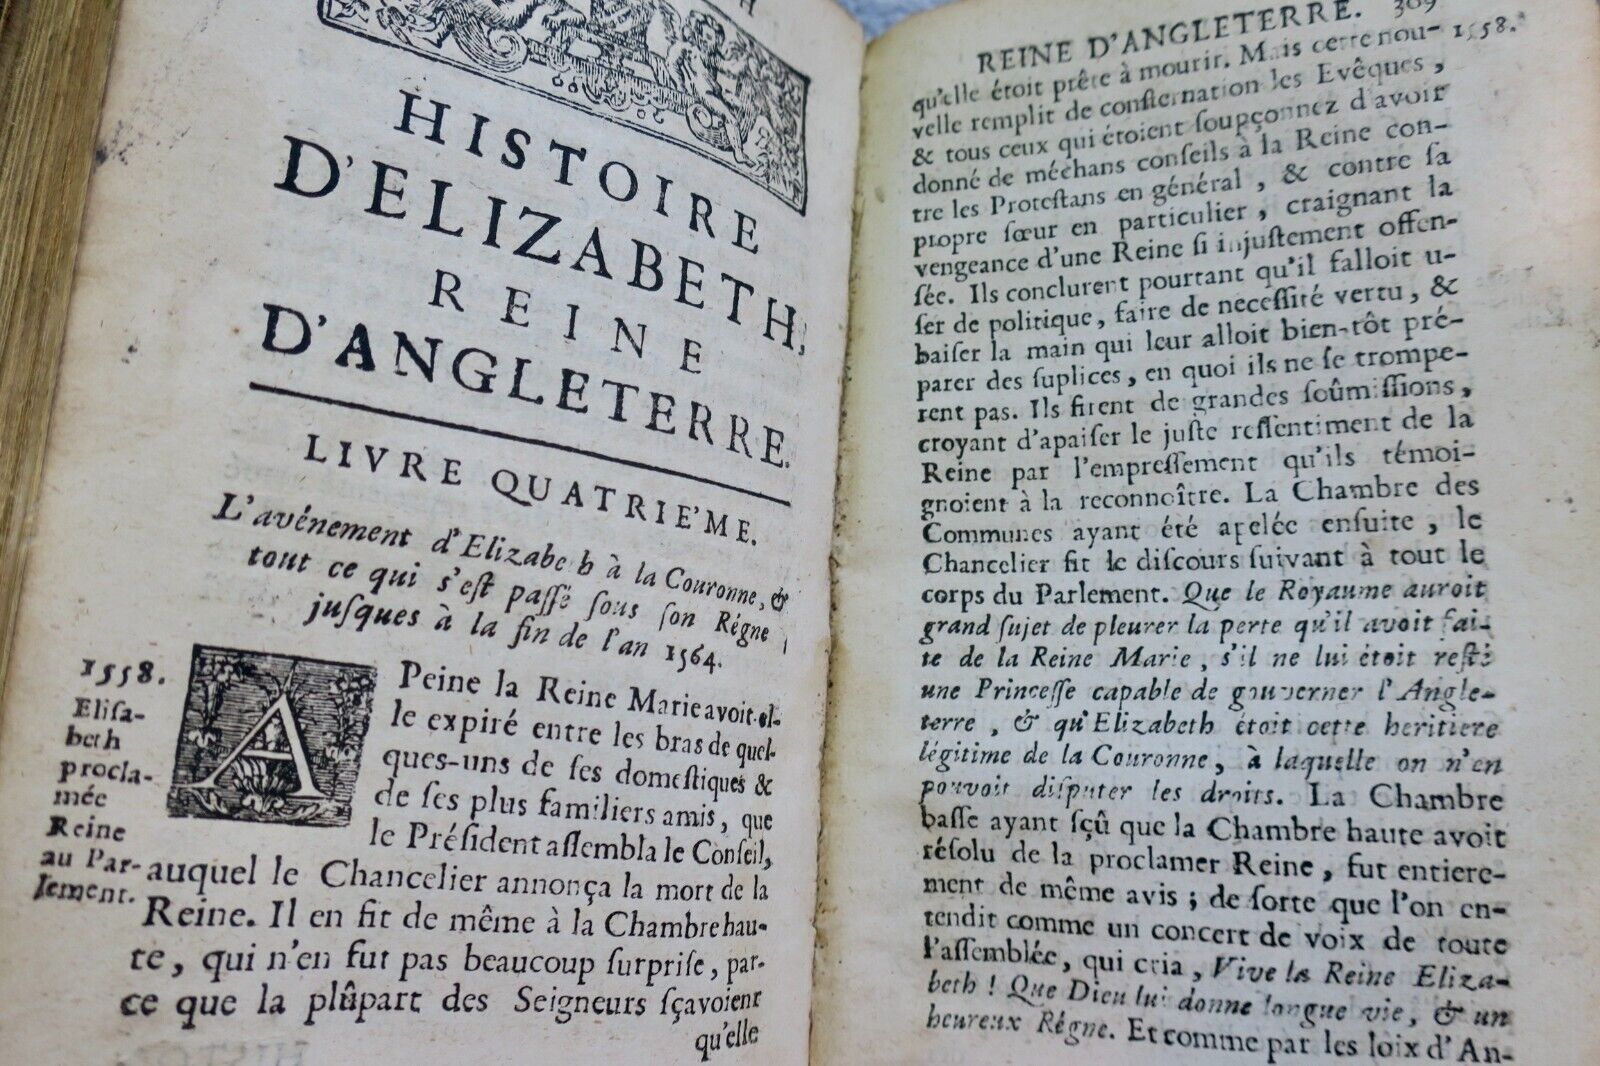 HISTOIRE
D'ELIZABETH,
REINE
D'ANGLETERRE.
LIVRE QUATRIE'ME.
L'avénement d'Elizabe h à la Couronne, &
tout ce qui s'eſt paſſé ſous ſon Régne
juſques à la fin de l'an 1564.
1558.
Eliſa-
beth
procla-
mée
Reine
au Par-
lement.
APeine la Reine Marie avoit-el-
le expiré entre les bras de quel-
ques-uns de ſes domeſtiques &
de ſes plus familiers amis, que
le Préſident aſſembla le Conſeil,
auquel le Chancelier annonça la mort de la
Reine. Il en fit de même à la Chambre hau-
te, qui n'en fut pas beaucoup ſurpriſe, par-
ce que la plûpart des Seigneurs ſçavoient
qu'elle
REINE D'ANGLETERRE. 309
1558.
qu'elle étoit prête à mourir. Mais cette nou-
velle remplit de conſternation les Evêques,
& tous ceux qui étoient ſoupçonnez d'avoir
donné de méchans conſeils à la Reine con-
tre les Proteſtans en général, & contre ſa
propre ſœur en particulier, craignant la
vengeance d'une Reine ſi injuſtement offen-
ſée. Ils conclurent pourtant qu'il falloit u-
ſer de politique, faire de neceſſité vertu, &
baiſer la main qui leur alloit bien-tôt pré-
parer des ſuplices, en quoi ils ne ſe trompe-
rent pas. Ils firent de grandes ſoûmiſſions,
croyant d'apaiſer le juſte reſſentiment de la
Reine par l'empreſſement qu'ils témoi-
gnoient à la reconnoître. La Chambre des
Communes ayant été apelée enſuite, le
Chancelier fit le diſcours ſuivant à tout le
corps du Parlement. Que le Royaume auroit
grand ſujet de pleurer la perte qu'il avoit fai-
te de la Reine Marie, s'il ne lui étoit reſté
une Princeſſe capable de gouverner l'Angle-
terre, & qu'Elizabeth étoit cette heritiere
légitime de la Couronne, à laquelle on n'en
pouvoit diſputer les droits. La Chambre
baſſe ayant ſçû que la Chambre haute avoit
réſolu de la proclamer Reine, fut entiere-
ment de même avis; de ſorte que l'on en-
tendit comme un concert de voix de toute
l'aſſemblée, qui cria, Vive la Reine Eliza-
beth! Que Dieu lui donne longue vie, & un
heureux Régne. Et comme par les loix d'An-